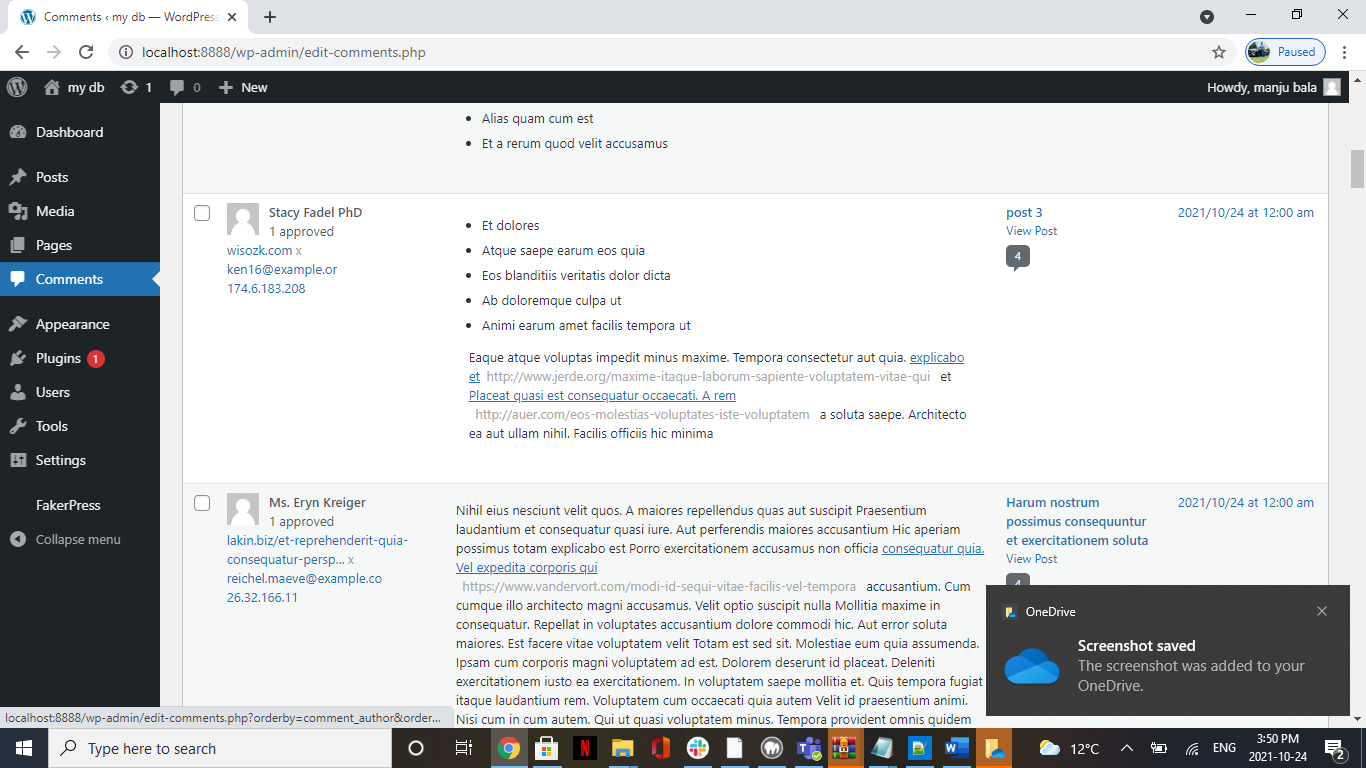 Comments ‹ my db — WordPress
localhost:8888/wp-admin/edit-comments.php
Paused
my db
1
0
New
Howdy, manju bala
Dashboard
Posts
Media
Pages
Comments
Appearance
Plugins 1
Users
Tools
Settings
FakerPress
Collapse menu
Alias quam cum est
Et a rerum quod velit accusamus
Stacy Fadel PhD
1 approved
wisozk.com x
ken16@example.or
174.6.183.208
Et dolores
Atque saepe earum eos quia
Eos blanditiis veritatis dolor dicta
Ab doloremque culpa ut
Animi earum amet facilis tempora ut
Eaque atque voluptas impedit minus maxime. Tempora consectetur aut quia. explicabo
et http://www.jerde.org/maxime-itaque-laborum-sapiente-voluptatem-vitae-qui et
Placeat quasi est consequatur occaecati. A rem
http://auer.com/eos-molestias-voluptates-iste-voluptatem a soluta saepe. Architecto
ea aut ullam nihil. Facilis officiis hic minima
post 3
View Post
4
2021/10/24 at 12:00 am
Ms. Eryn Kreiger
1 approved
lakin.biz/et-reprehenderit-quia-
consequatur-persp... x
reichel.maeve@example.co
26.32.166.11
Nihil eius nesciunt velit quos. A maiores repellendus quas aut suscipit Praesentium
laudantium et consequatur quasi iure. Aut perferendis maiores accusantium Hic aperiam
possimus totam explicabo est Porro exercitationem accusamus non officia consequatur quia.
Vel expedita corporis qui
https://www.vandervort.com/modi-id-sequi-vitae-facilis-vel-tempora accusantium. Cum
cumque illo architecto magni accusamus. Velit optio suscipit nulla Mollitia maxime in
consequatur. Repellat in voluptates accusantium dolore commodi hic. Aut error soluta
maiores. Est facere vitae voluptatem velit Totam est sed sit. Molestiae eum quia assumenda.
Ipsam cum corporis magni voluptatem ad est. Dolorem deserunt id placeat. Deleniti
exercitationem iusto ea exercitationem. In voluptatem saepe mollitia et. Quis tempora fugiat
itaque laudantium rem. Voluptatem cum occaecati quia autem Velit id praesentium animi.
Nisi cum in cum autem. Qui ut quasi voluptatem minus. Tempora provident omnis quidem
Harum nostrum
possimus consequuntur
et exercitationem soluta
View Post
4
2021/10/24 at 12:00 am
OneDrive
Screenshot saved
The screenshot was added to your
OneDrive.
localhost:8888/wp-admin/edit-comments.php?orderby=comment_author&order...
Type here to search
12°C
ENG
3:50 PM
2021-10-24
2